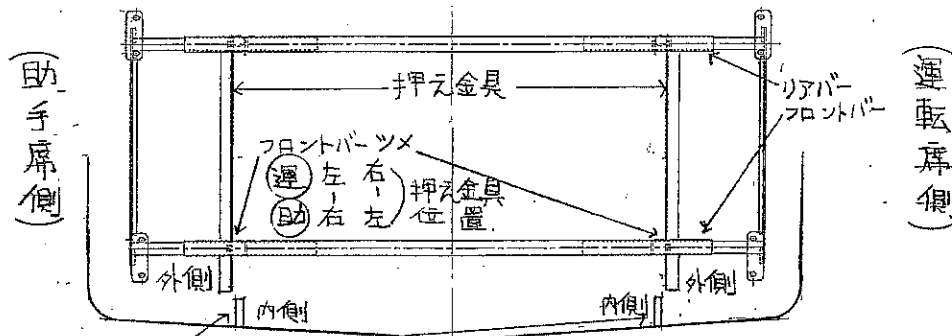 (助手席側)
(運転席側)
押え金具
リアバー
フロントバー
フロントバーツメ
運 左 右
助 右 左
押え金具
位置
外側
内側
内側
外側